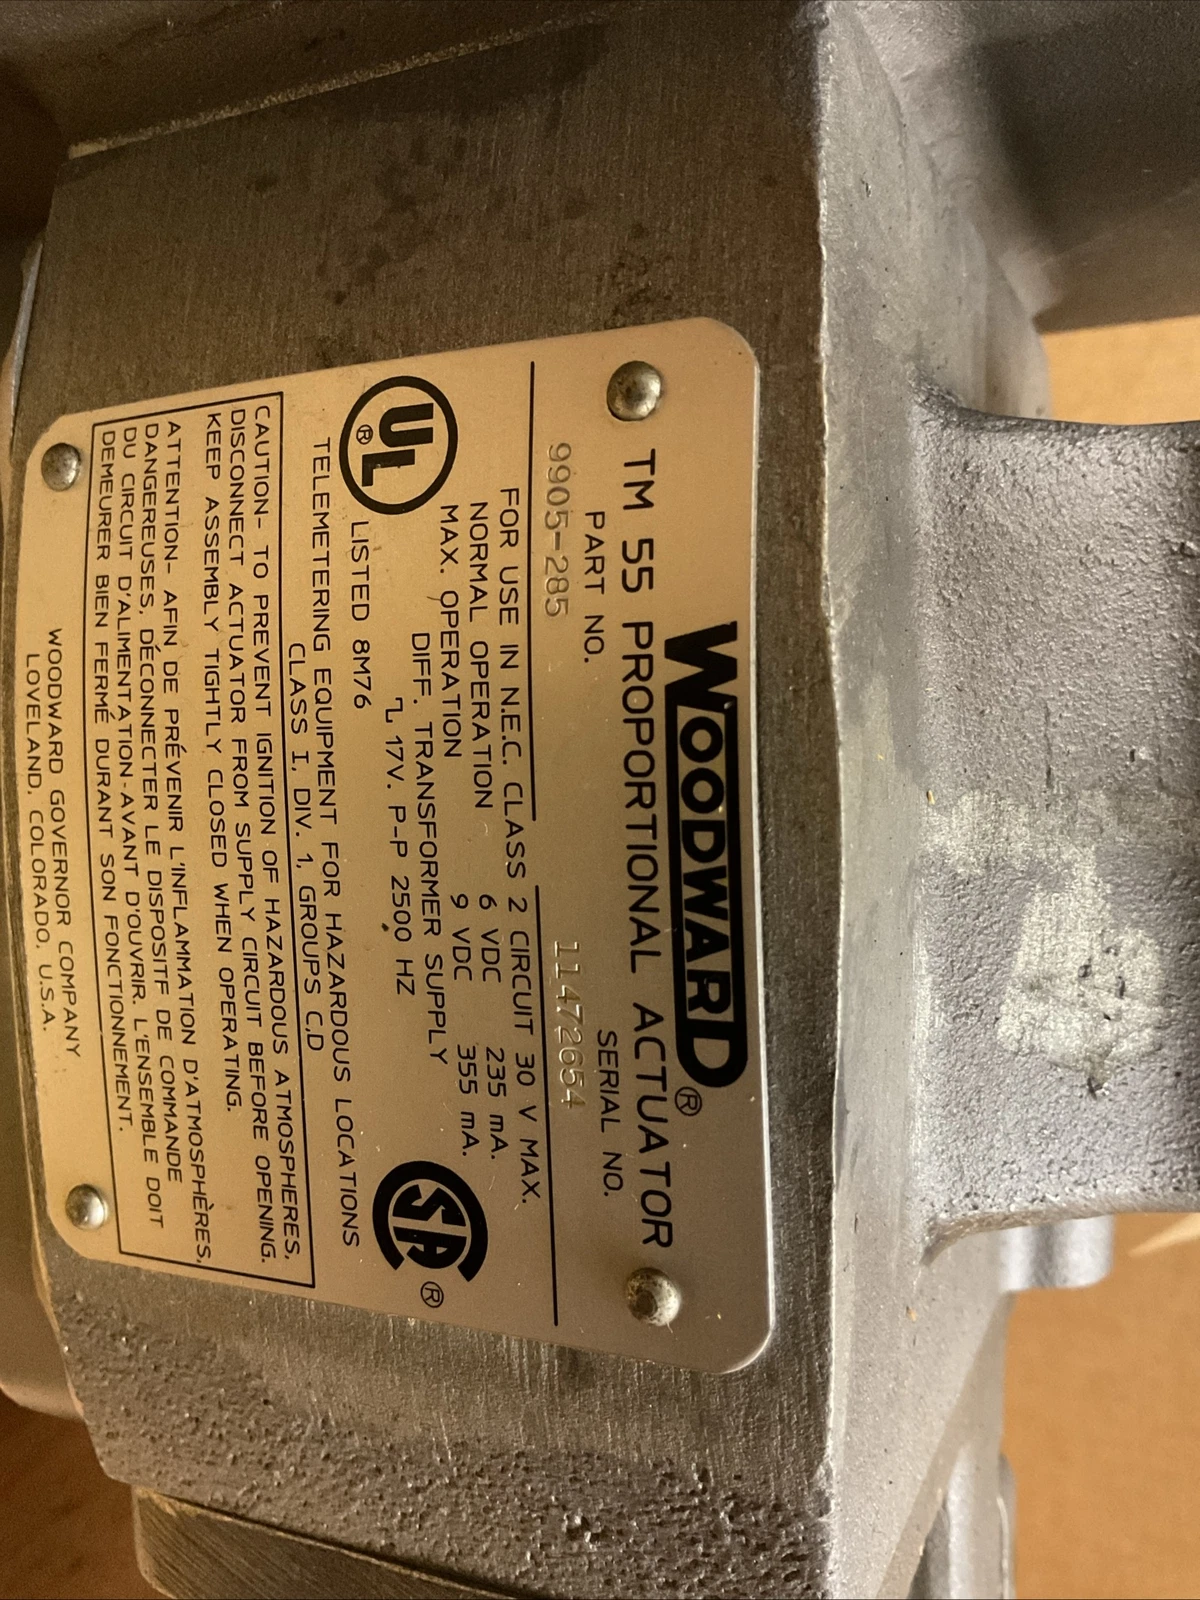 WOODWARD®
TM 55 PROPORTIONAL ACTUATOR
PART NO. SERIAL NO.
9905-285 11472654
FOR USE IN N.E.C. CLASS 2 CIRCUIT 30 V MAX.
NORMAL OPERATION 6 VDC 235 mA.
MAX. OPERATION 9 VDC 355 mA.
DIFF. TRANSFORMER SUPPLY
17V. P-P 2500 HZ
UL® LISTED 8M76
SA®
TELEMETERING EQUIPMENT FOR HAZARDOUS LOCATIONS
CLASS I, DIV. 1, GROUPS C,D
CAUTION- TO PREVENT IGNITION OF HAZARDOUS ATMOSPHERES,
DISCONNECT ACTUATOR FROM SUPPLY CIRCUIT BEFORE OPENING.
KEEP ASSEMBLY TIGHTLY CLOSED WHEN OPERATING.
ATTENTION- AFIN DE PRÉVENIR L'INFLAMMATION D'ATMOSPHÈRES,
DANGEREUSES, DÉCONNECTER LE DISPOSITF DE COMMANDE
DU CIRCUIT D'ALIMENTATION-AVANT D'OUVRIR. L'ENSEMBLE DOIT
DEMEURER BIEN FERMÉ DURANT SON FONCTIONNEMENT.
WOODWARD GOVERNOR COMPANY
LOVELAND, COLORADO, U.S.A.